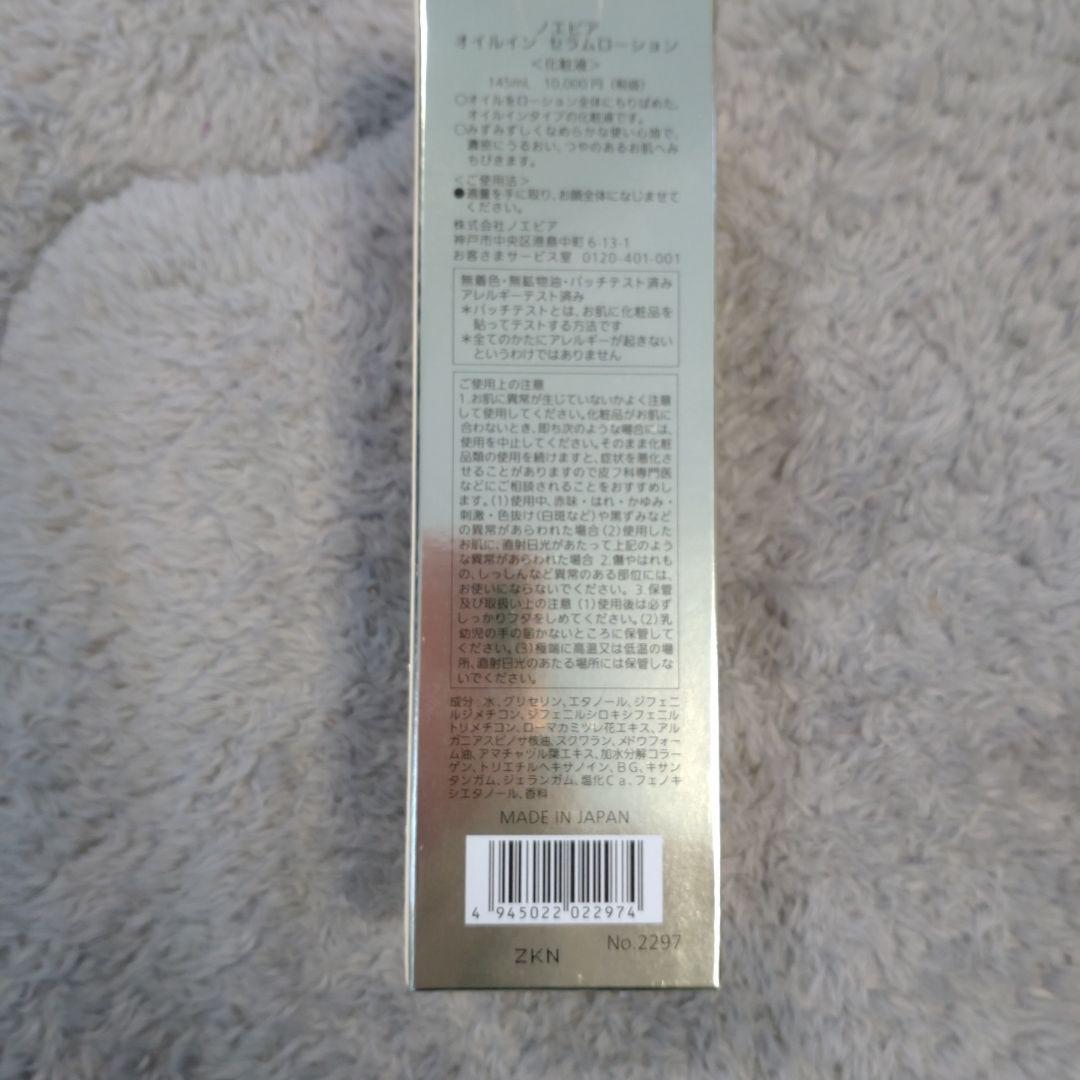 ノエビア
オイルイン セラムローション
＜化粧液＞
145mL 10,000円（税抜）
○オイルをローション全体にちりばめた、
オイルインタイプの化粧液です。
○みずみずしくなめらかな使い心地で、
濃密にうるおい、つやのあるお肌へみ
ちびきます。
＜ご使用法＞
●適量を手に取り、お顔全体になじませて
ください。
株式会社ノエビア
神戸市中央区港島中町6-13-1
お客さまサービス室 0120-401-001
無着色・無鉱物油・パッチテスト済み
アレルギーテスト済み
＊パッチテストとは、お肌に化粧品を
貼ってテストする方法です
＊全てのかたにアレルギーが起きない
というわけではありません
ご使用上の注意
1.お肌に異常が生じていないかよく注意
して使用してください。化粧品がお肌に
合わないとき、即ち次のような場合には、
使用を中止してください。そのまま化粧
品類の使用を続けますと、症状を悪化さ
せることがありますので皮フ科専門医
などにご相談されることをおすすめし
ます。(1)使用中、赤味・はれ・かゆみ・
刺激・色抜け(白斑など)や黒ずみなど
の異常があらわれた場合(2)使用した
お肌に、直射日光があたって上記のよう
な異常があらわれた場合 2.傷やはれも
の、しっしんなど異常のある部位には、
お使いにならないでください。 3.保管
及び取扱い上の注意 (1)使用後は必ず
しっかりフタをしめてください。(2)乳
幼児の手の届かないところに保管して
ください。(3)極端に高温又は低温の場
所、直射日光のあたる場所には保管しな
いでください。
成分：水、グリセリン、エタノール、ジフェニ
ルジメチコン、ジフェニルシロキシフェニル
トリメチコン、ローマカミツレ花エキス、アル
ガニアスピノサ核油、スクワラン、メドウフォー
ム油、アマチャヅル葉エキス、加水分解コラー
ゲン、トリエチルヘキサノイン、BG、キサン
タンガム、ジェランガム、塩化Ca、フェノキ
シエタノール、香料
MADE IN JAPAN
4 945022 022974
No.2297
ZKN